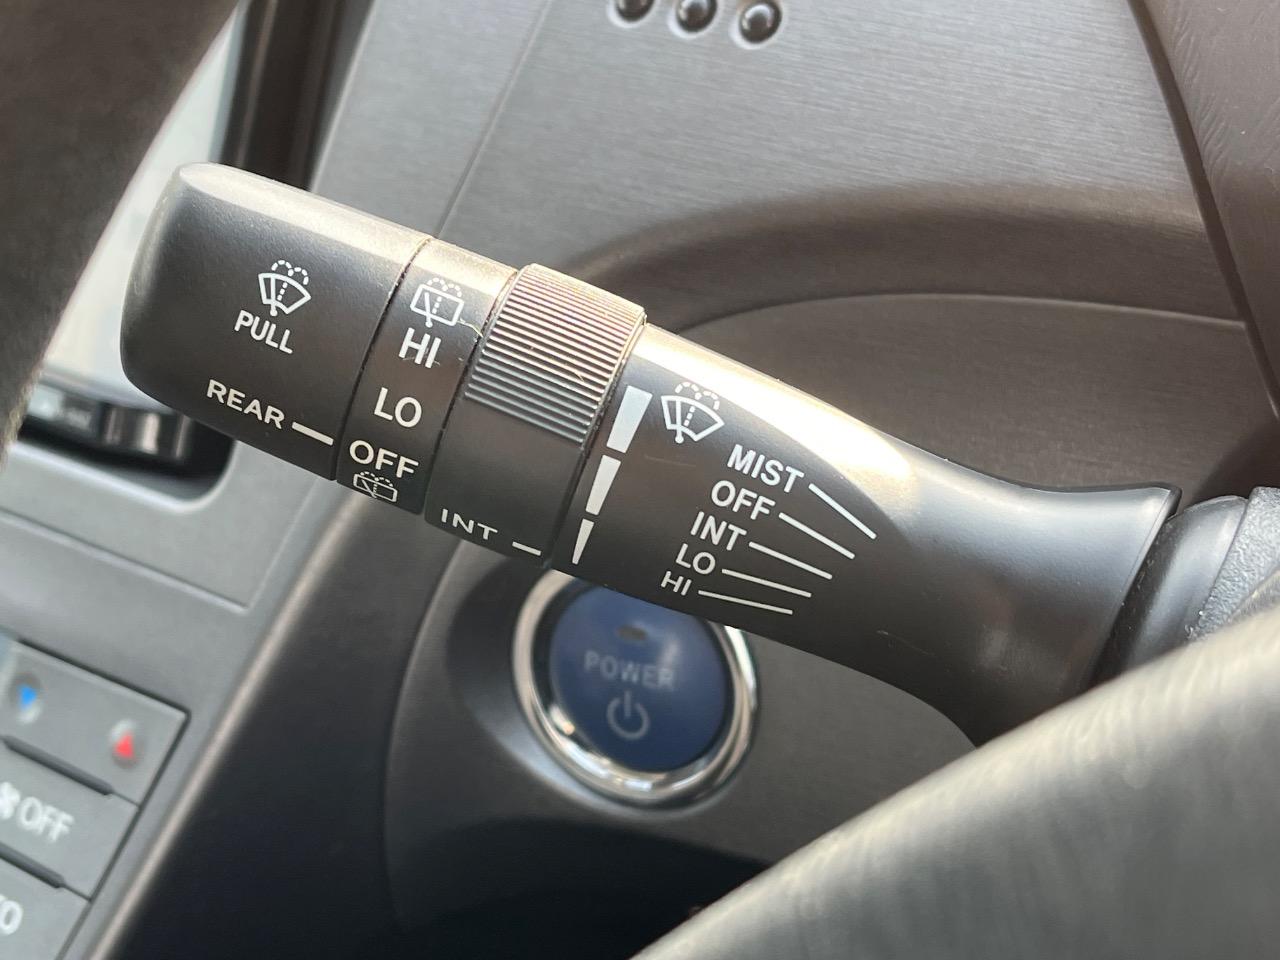 PULL
REAR
HI
LO
OFF
INT
MIST
OFF
INT
LO
HI
POWER
OFF